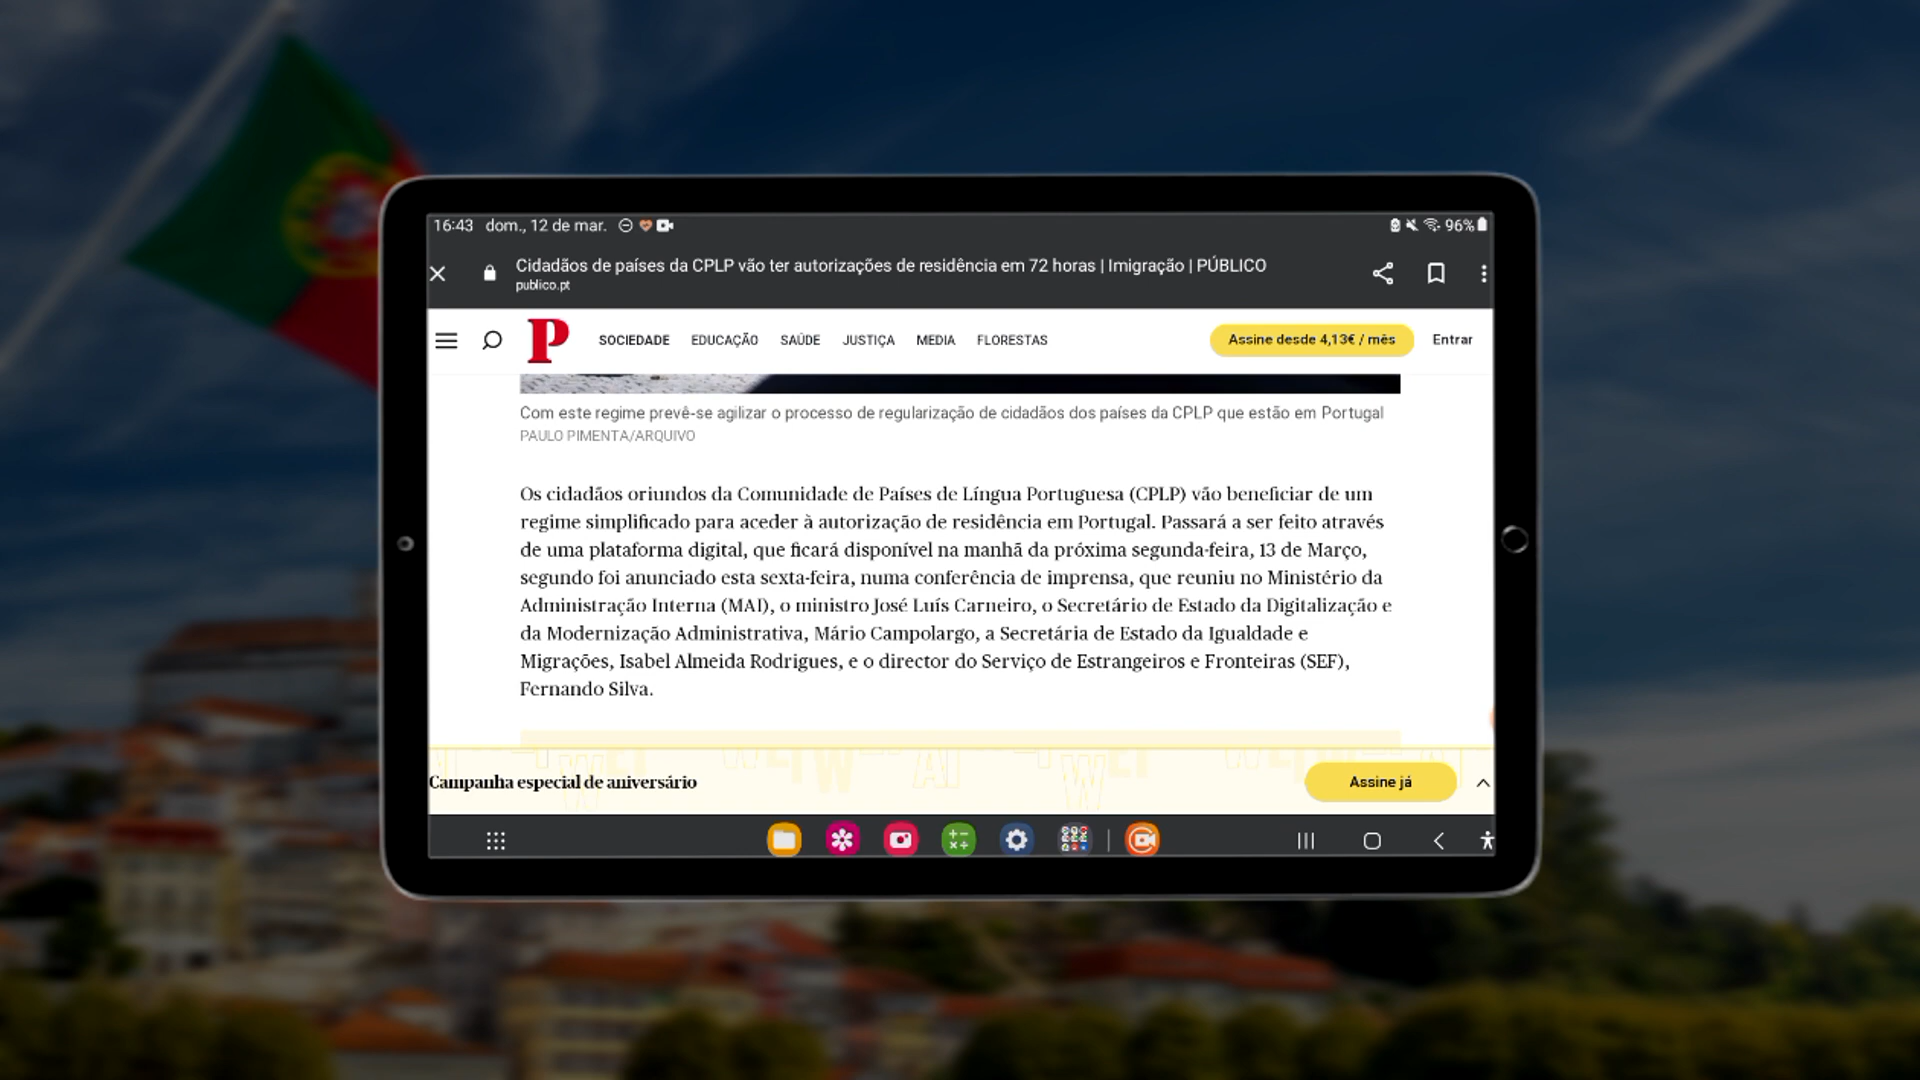 16:43 dom., 12 de mar. 96%
Cidadãos de países da CPLP vão ter autorizações de residência em 72 horas | Imigração | PÚBLICO
publico.pt
P SOCIEDADE EDUCAÇÃO SAÚDE JUSTIÇA MEDIA FLORESTAS Assine desde 4,13€ / mês Entrar
Com este regime prevê-se agilizar o processo de regularização de cidadãos dos países da CPLP que estão em Portugal
PAULO PIMENTA/ARQUIVO
Os cidadãos oriundos da Comunidade de Países de Língua Portuguesa (CPLP) vão beneficiar de um
regime simplificado para aceder à autorização de residência em Portugal. Passará a ser feito através
de uma plataforma digital, que ficará disponível na manhã da próxima segunda-feira, 13 de Março,
segundo foi anunciado esta sexta-feira, numa conferência de imprensa, que reuniu no Ministério da
Administração Interna (MAI), o ministro José Luís Carneiro, o Secretário de Estado da Digitalização e
da Modernização Administrativa, Mário Campolargo, a Secretária de Estado da Igualdade e
Migrações, Isabel Almeida Rodrigues, e o director do Serviço de Estrangeiros e Fronteiras (SEF),
Fernando Silva.
Campanha especial de aniversário Assine já